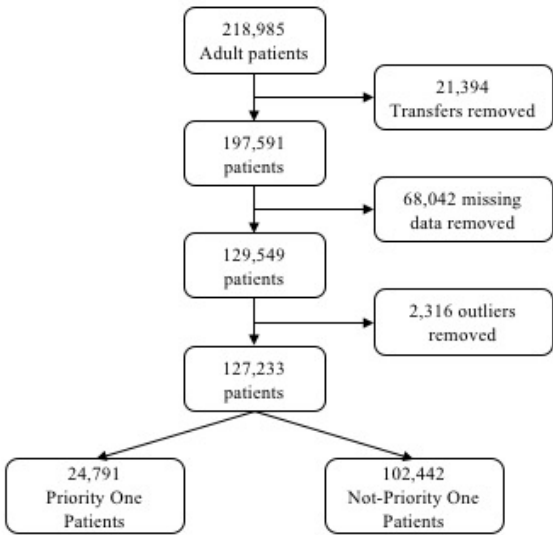 218,985
Adult patients
21,394
Transfers removed
197,591
patients
68,042 missing
data removed
129,549
patients
2,316 outliers
removed
127,233
patients
24,791
Priority One
Patients
102,442
Not-Priority One
Patients